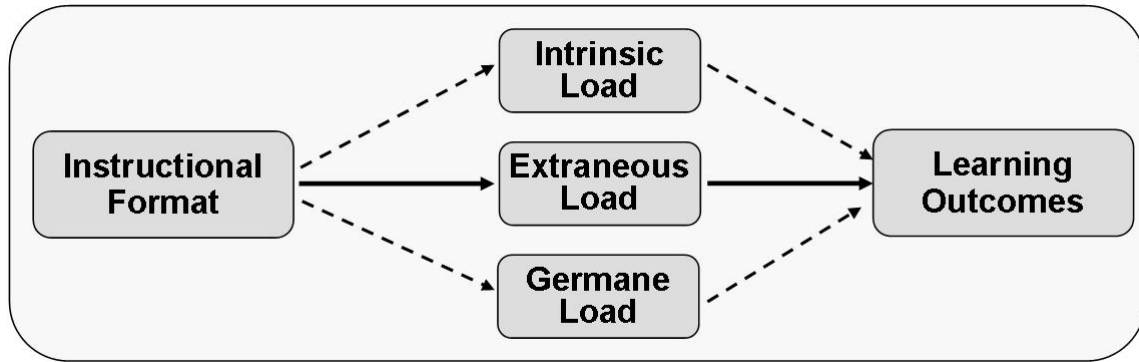 Intrinsic
Load
Instructional
Format
Extraneous
Load
Learning
Outcomes
Germane
Load